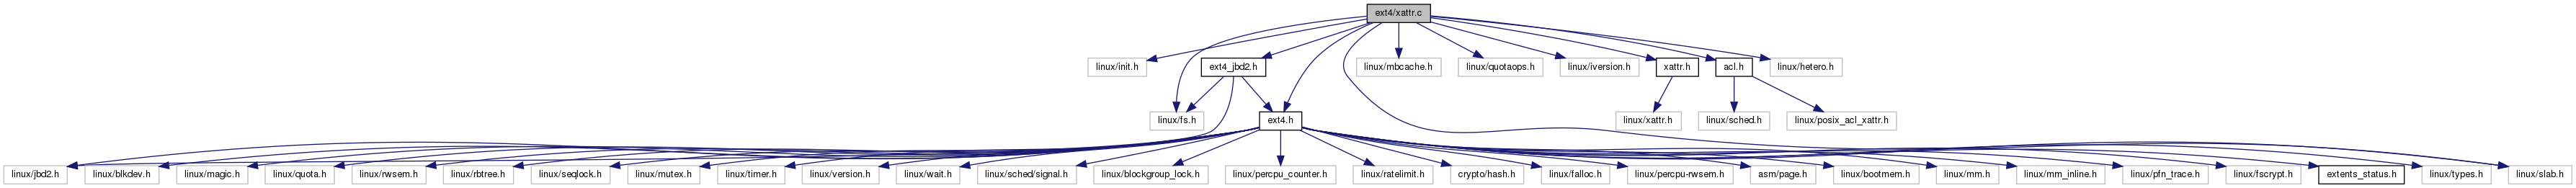 ext4/xattr.c
linux/init.h
ext4_jbd2.h
linux/mbcache.h
linux/quotaops.h
linux/iversion.h
xattr.h
acl.h
linux/hetero.h
linux/fs.h
ext4.h
linux/xattr.h
linux/sched.h
linux/posix_acl_xattr.h
linux/jbd2.h
linux/blkdev.h
linux/magic.h
linux/quota.h
linux/rwsem.h
linux/rbtree.h
linux/seqlock.h
linux/mutex.h
linux/timer.h
linux/version.h
linux/wait.h
linux/sched/signal.h
linux/blockgroup_lock.h
linux/percpu_counter.h
linux/ratelimit.h
crypto/hash.h
linux/falloc.h
linux/percpu-rwsem.h
asm/page.h
linux/bootmem.h
linux/mm.h
linux/mm_inline.h
linux/pfn_trace.h
linux/fscrypt.h
extents_status.h
linux/types.h
linux/slab.h